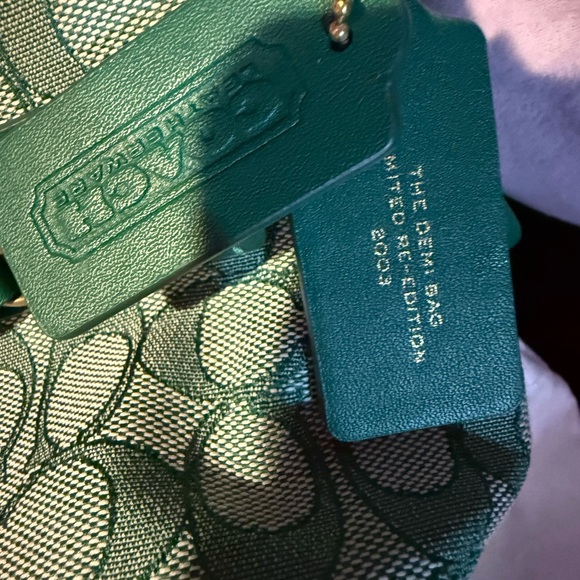 COACH
LEATHERWARE
THE DEMI BAG
MITED RE-EDITION
2003